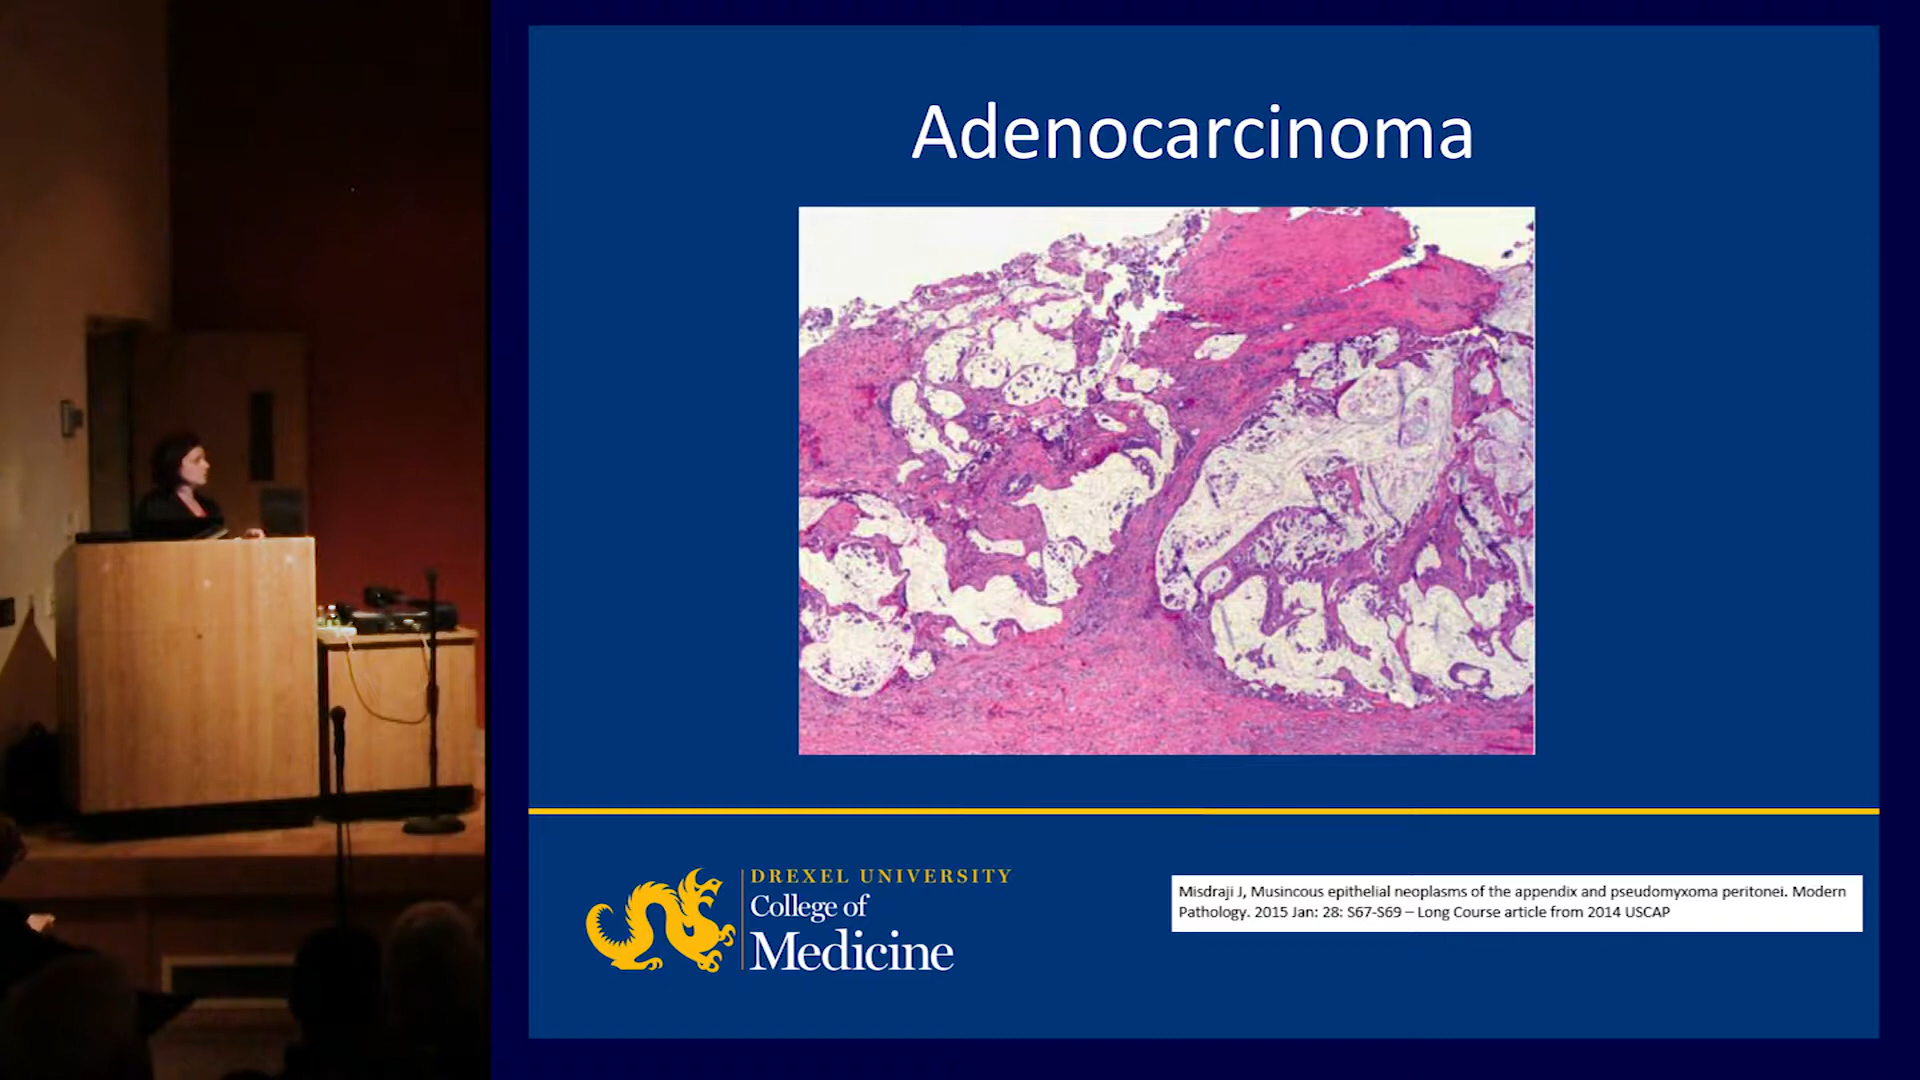 Adenocarcinoma
DREXEL UNIVERSITY
College of
Medicine
Misdraji J, Musincous epithelial neoplasms of the appendix and pseudomyxoma peritonei. Modern
Pathology. 2015 Jan: 28: S67-S69 – Long Course article from 2014 USCAP